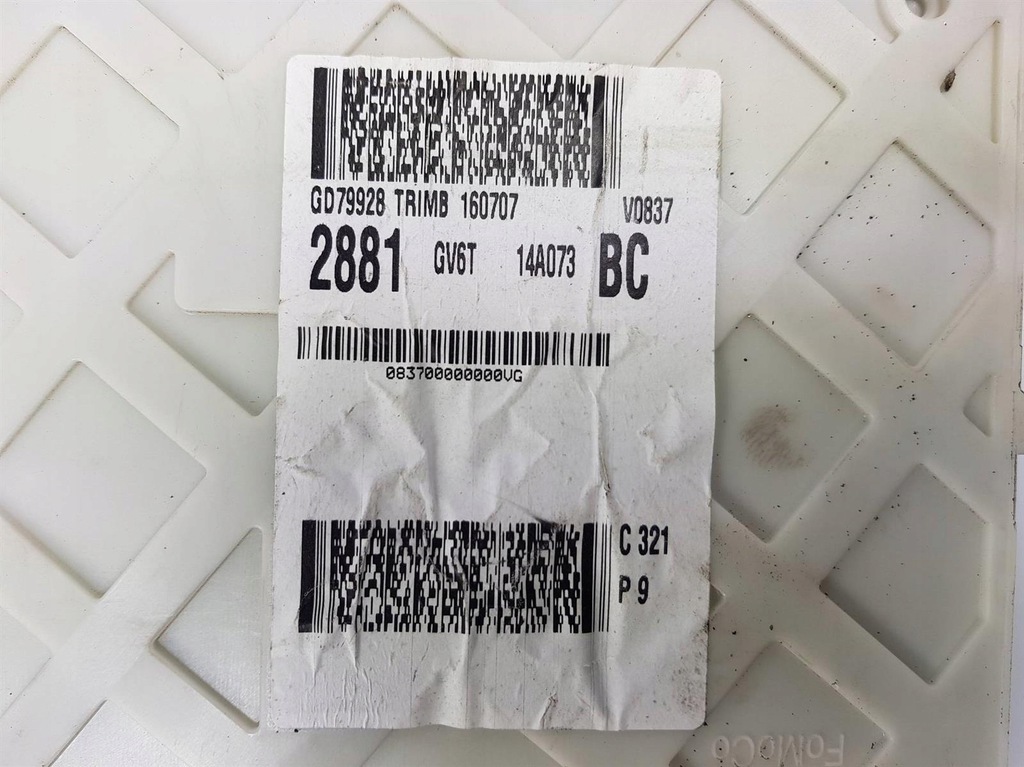 GD79928 TRIMB 160707 V0837
2881 GV6T 14A073 BC
083700000000VG
C 321
P 9
FoMoCo